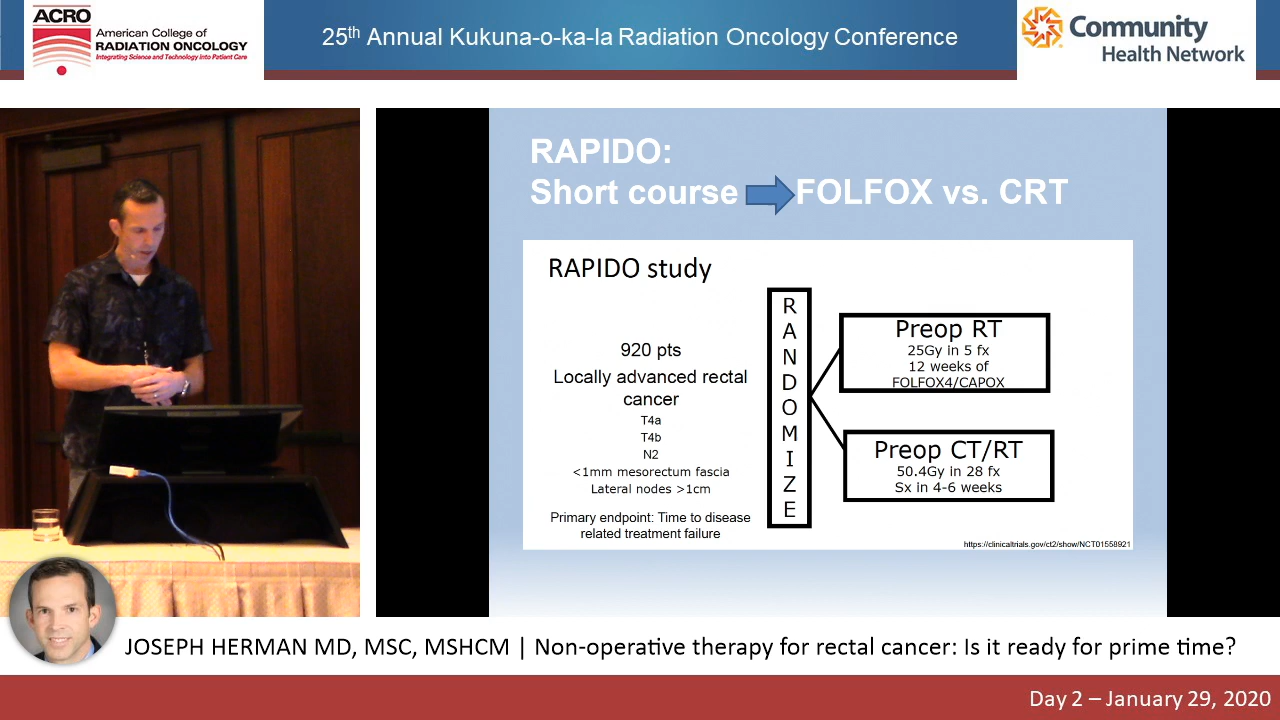 ACRO
American College of
RADIATION ONCOLOGY
Integrating Science and Technology Into Patient Care
25th Annual Kukuna-o-ka-la Radiation Oncology Conference
Community
Health Network
RAPIDO:
Short course FOLFOX vs. CRT
RAPIDO study
920 pts
Locally advanced rectal
cancer
T4a
T4b
N2
<1mm mesorectum fascia
Lateral nodes >1cm
Primary endpoint: Time to disease
related treatment failure
R
A
N
D
O
M
I
Z
E
Preop RT
25Gy in 5 fx
12 weeks of
FOLFOX4/CAPOX
Preop CT/RT
50.4Gy in 28 fx
Sx in 4-6 weeks
https://clinicaltrials.gov/ct2/show/NCT01558921
JOSEPH HERMAN MD, MSC, MSHCM | Non-operative therapy for rectal cancer: Is it ready for prime time?
Day 2 – January 29, 2020